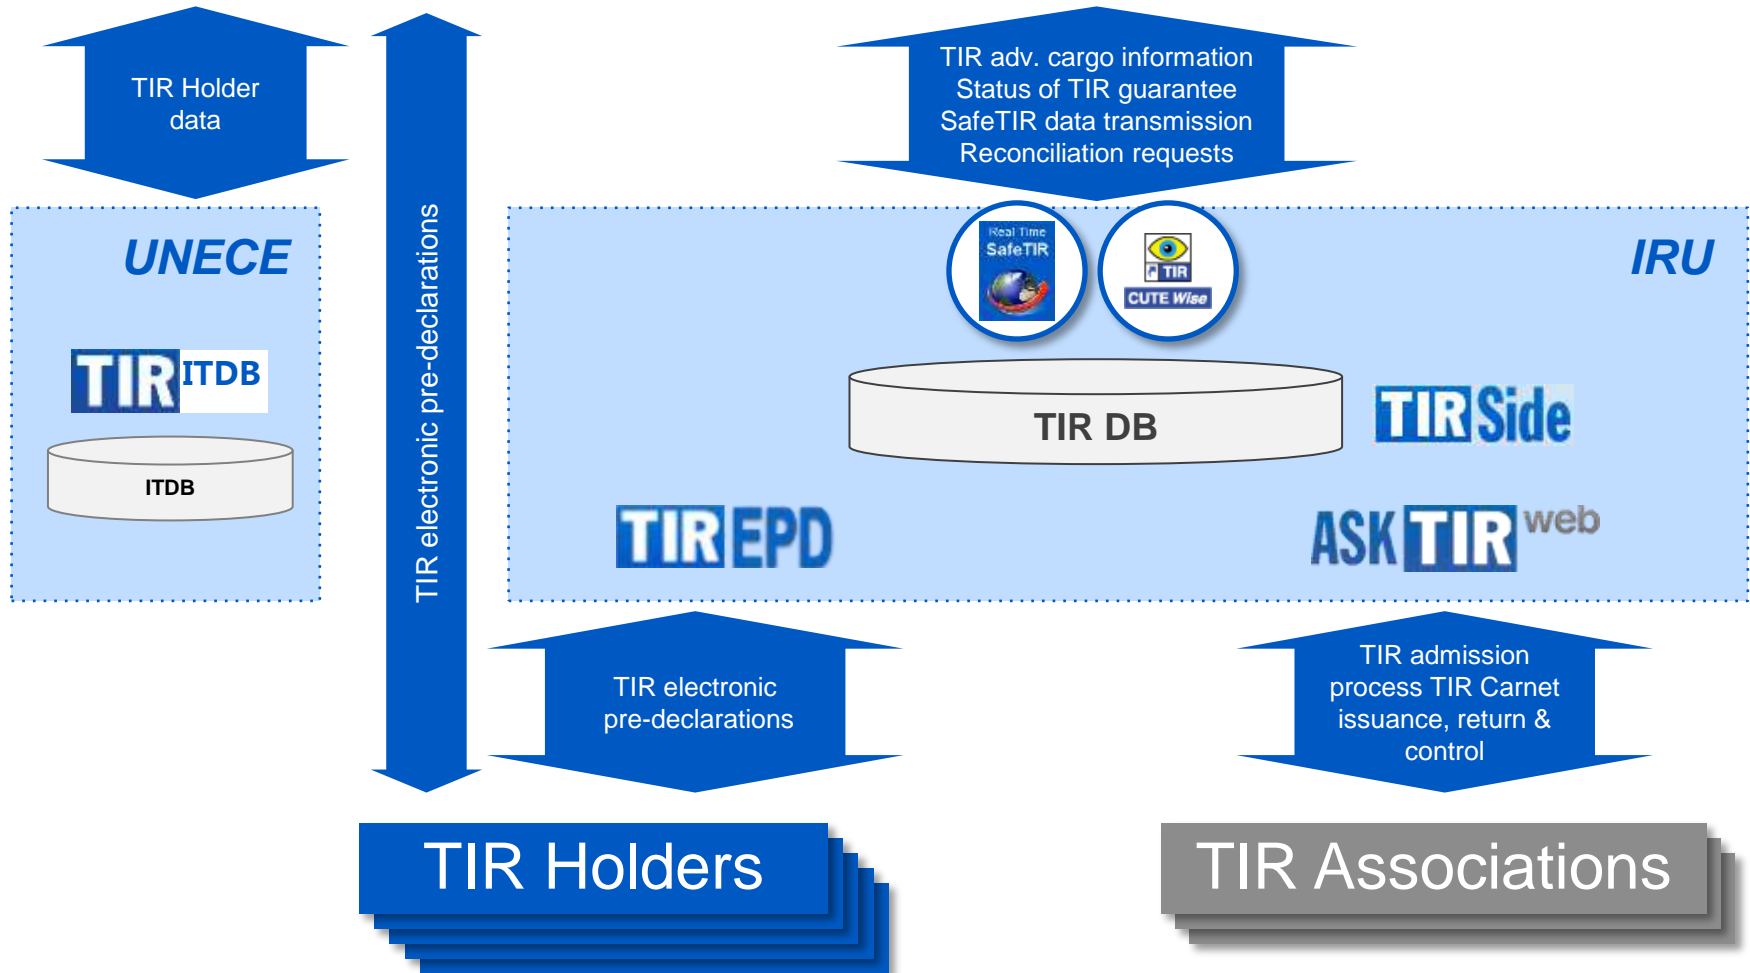 TIR Holder
data
TIR adv. cargo information
Status of TIR guarantee
SafeTIR data transmission
Reconciliation requests
TIR electronic pre-declarations
UNECE
TIR ITDB
ITDB
IRU
Real Time
SafeTIR
TIR
CUTE Wise
TIR DB
TIR Side
TIR EPD
ASK TIR web
TIR electronic
pre-declarations
TIR admission
process TIR Carnet
issuance, return &
control
TIR Holders
TIR Associations